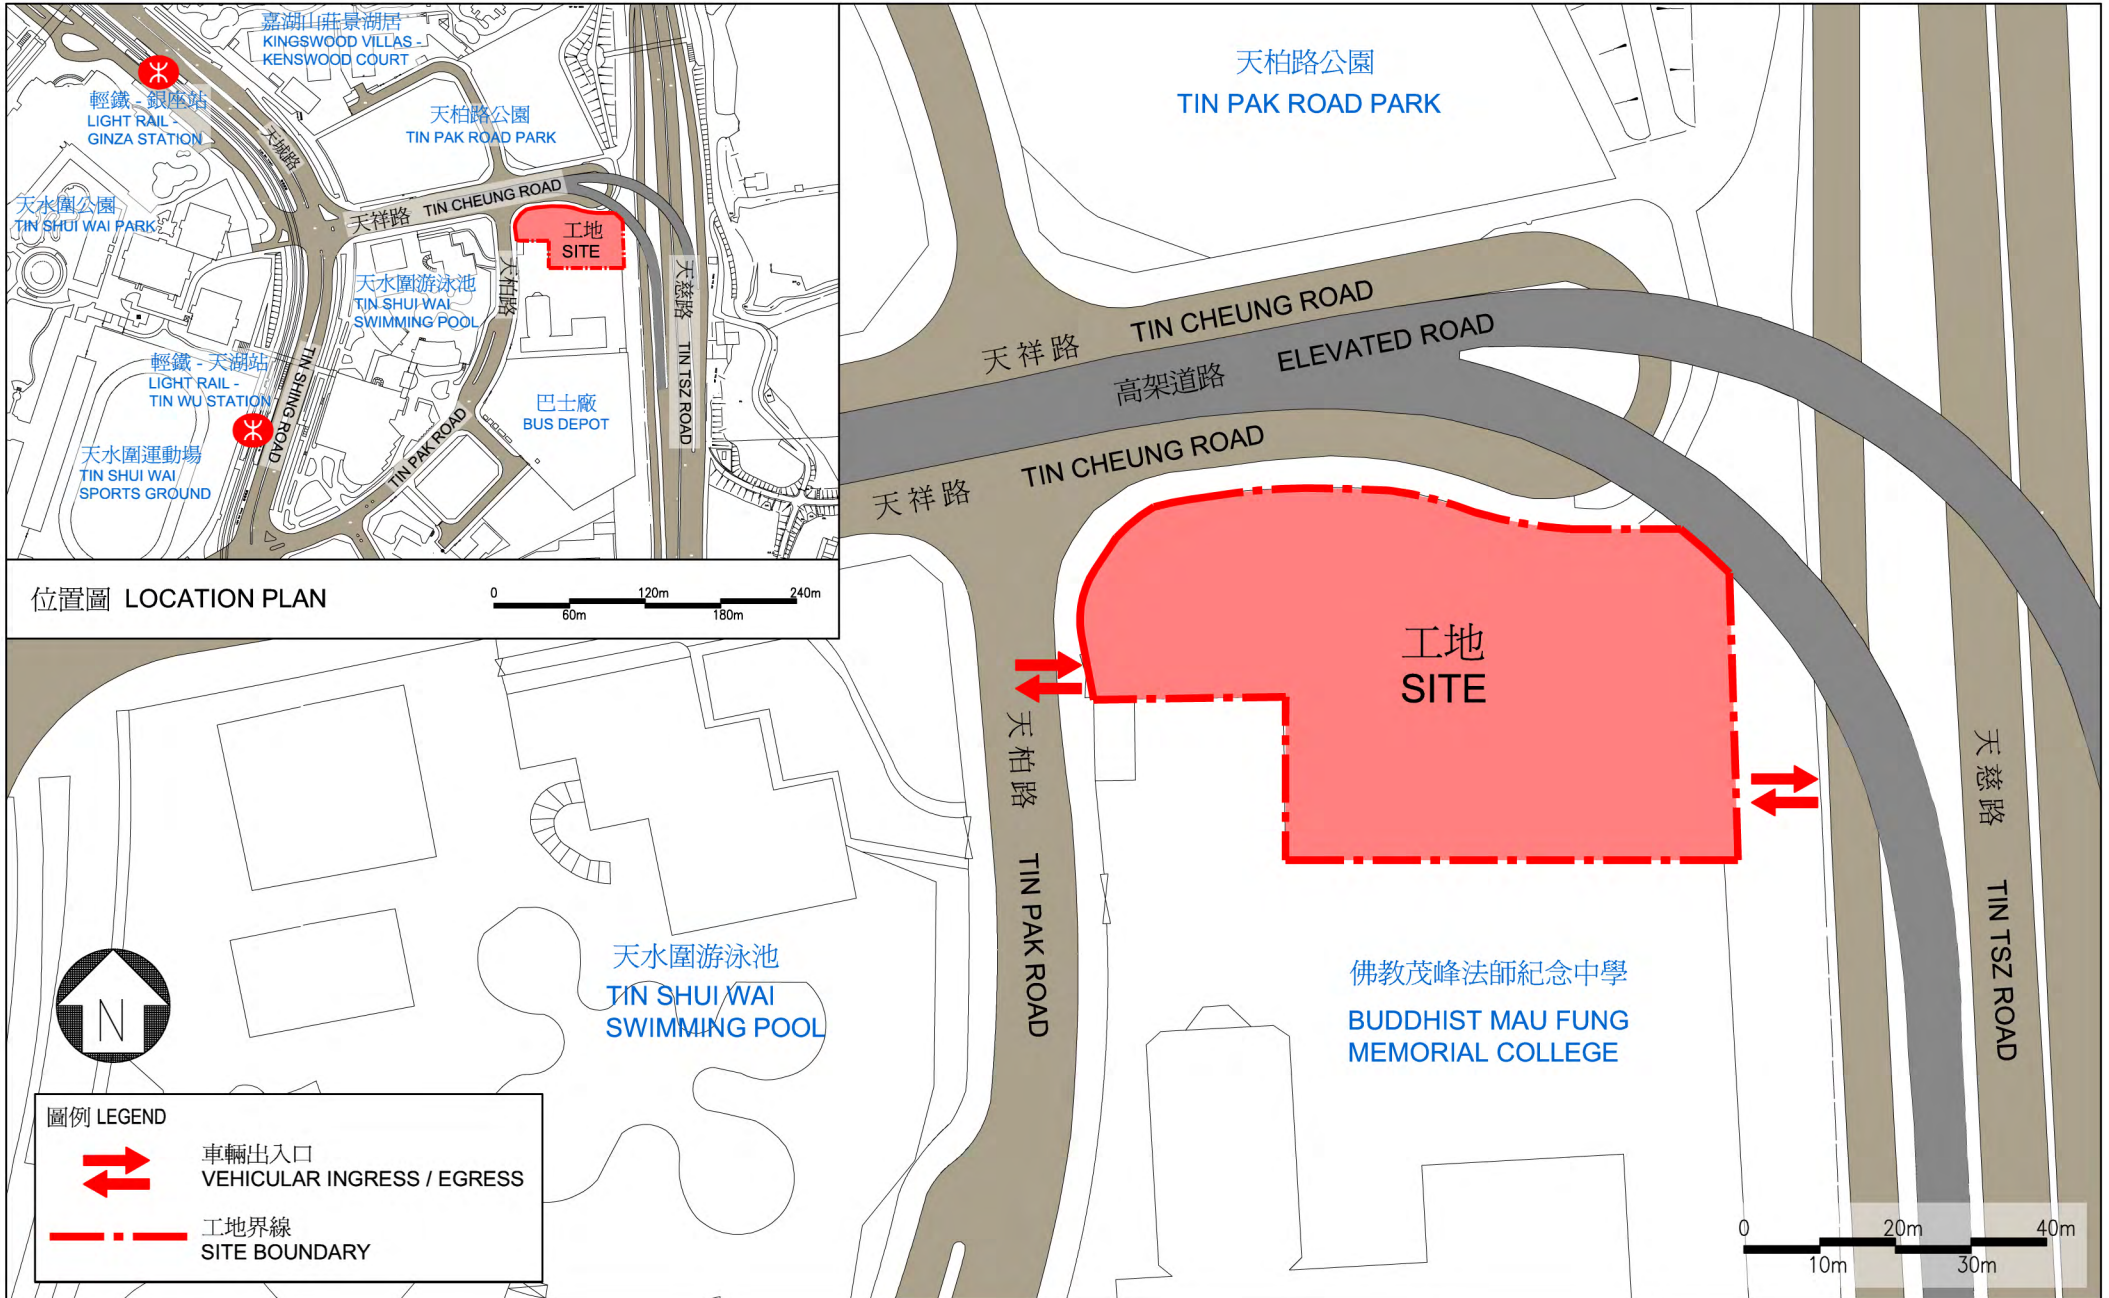 嘉湖山莊景湖居
KINGSWOOD VILLAS -
KENSWOOD COURT
輕鐵 - 銀座站
LIGHT RAIL -
GINZA STATION
天城路
天柏路公園
TIN PAK ROAD PARK
天水圍公園
TIN SHUI WAI PARK
天祥路 TIN CHEUNG ROAD
工地
SITE
天水圍游泳池
TIN SHUI WAI
SWIMMING POOL
天柏路
天慈路
TIN TSZ ROAD
輕鐵 - 天湖站
LIGHT RAIL -
TIN WU STATION
TIN SHING ROAD
巴士廠
BUS DEPOT
TIN PAK ROAD
天水圍運動場
TIN SHUI WAI
SPORTS GROUND
位置圖 LOCATION PLAN
0 120m 240m
60m 180m
天柏路公園
TIN PAK ROAD PARK
天祥路 TIN CHEUNG ROAD
高架道路 ELEVATED ROAD
天祥路 TIN CHEUNG ROAD
工地
SITE
天柏路 TIN PAK ROAD
天慈路 TIN TSZ ROAD
天水圍游泳池
TIN SHUI WAI
SWIMMING POOL
佛教茂峰法師紀念中學
BUDDHIST MAU FUNG
MEMORIAL COLLEGE
N
圖例 LEGEND
車輛出入口
VEHICULAR INGRESS / EGRESS
工地界線
SITE BOUNDARY
0 20m 40m
10m 30m